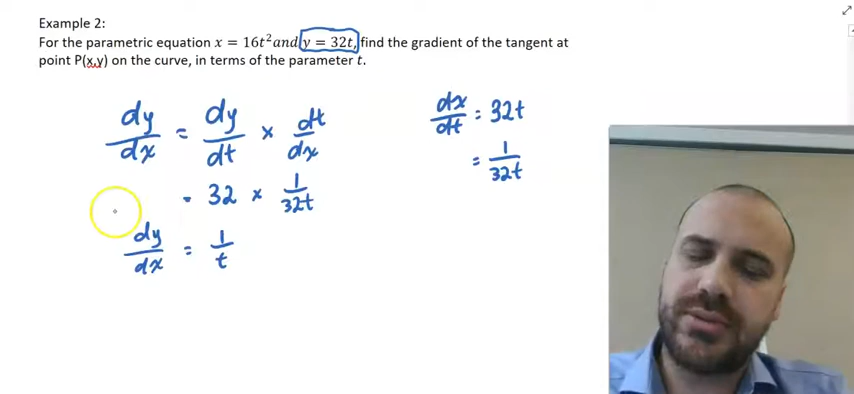 Example 2:
For the parametric equation x = 16t² and y = 32t, find the gradient of the tangent at
point P(x,y) on the curve, in terms of the parameter t.
dy/dx = dy/dt × dt/dx
= 32 × 1/32t
dy/dx = 1/t
dx/dt = 32t
= 1/32t